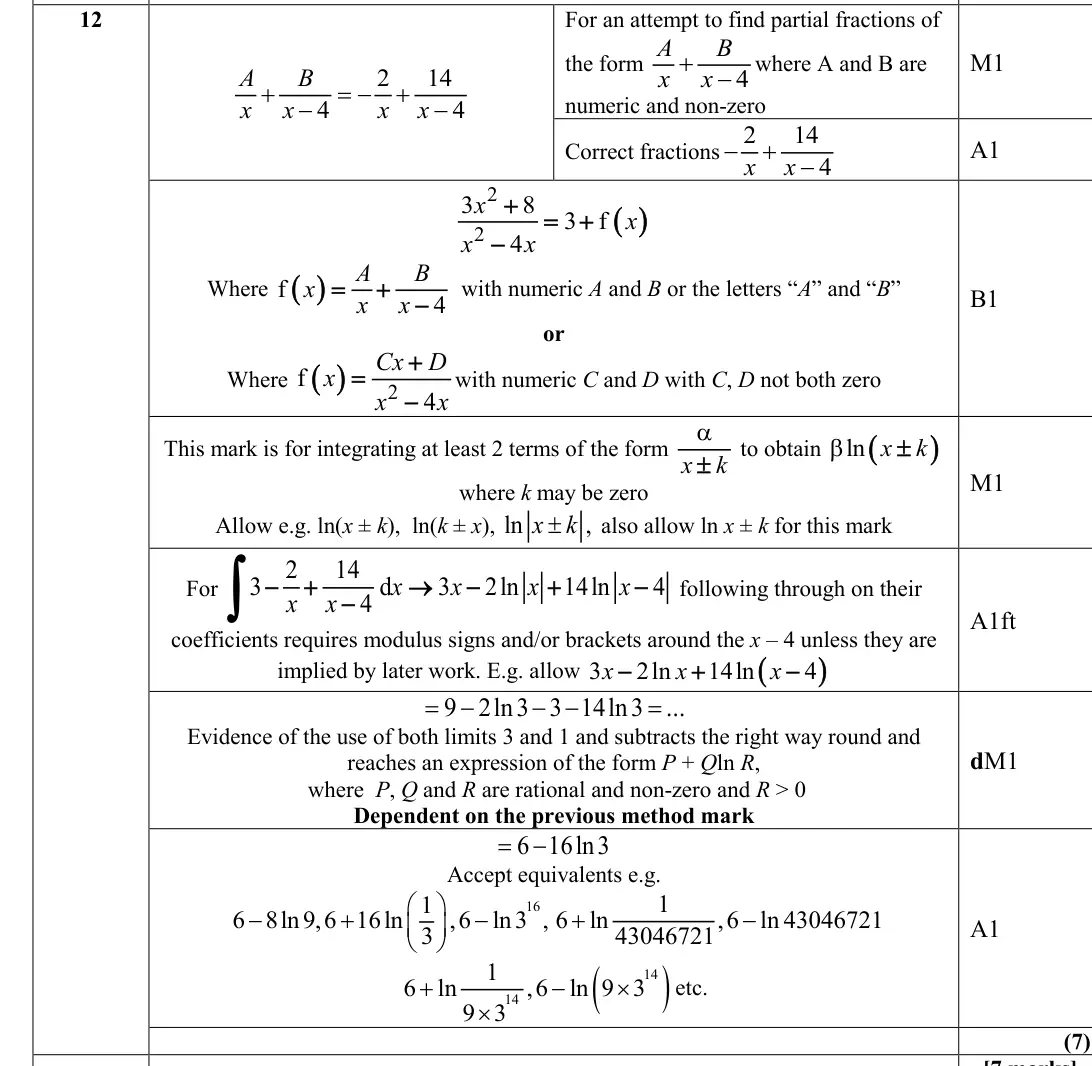 12
A/x + B/(x − 4) = −2/x + 14/(x − 4)
For an attempt to find partial fractions of
the form A/x + B/(x − 4) where A and B are
numeric and non-zero
M1
Correct fractions −2/x + 14/(x − 4)
A1
(3x² + 8)/(x² − 4x) = 3 + f(x)
Where f(x) = A/x + B/(x − 4) with numeric A and B or the letters “A” and “B”
or
Where f(x) = (Cx + D)/(x² − 4x) with numeric C and D with C, D not both zero
B1
This mark is for integrating at least 2 terms of the form α/(x ± k) to obtain β ln(x ± k)
where k may be zero
Allow e.g. ln(x ± k), ln(k ± x), ln|x ± k|, also allow ln x ± k for this mark
M1
For ∫ 3 − 2/x + 14/(x − 4) dx → 3x − 2 ln|x| + 14 ln|x − 4| following through on their
coefficients requires modulus signs and/or brackets around the x – 4 unless they are
implied by later work. E.g. allow 3x − 2 ln x + 14 ln(x − 4)
A1ft
= 9 − 2 ln 3 − 3 − 14 ln 3 = ...
Evidence of the use of both limits 3 and 1 and subtracts the right way round and
reaches an expression of the form P + Qln R,
where P, Q and R are rational and non-zero and R > 0
Dependent on the previous method mark
dM1
= 6 − 16 ln 3
Accept equivalents e.g.
6 − 8 ln 9, 6 + 16 ln(1/3), 6 − ln 3¹⁶, 6 + ln 1/43046721, 6 − ln 43046721
6 + ln 1/(9 × 3¹⁴), 6 − ln(9 × 3¹⁴) etc.
A1
(7)
[7 marks]